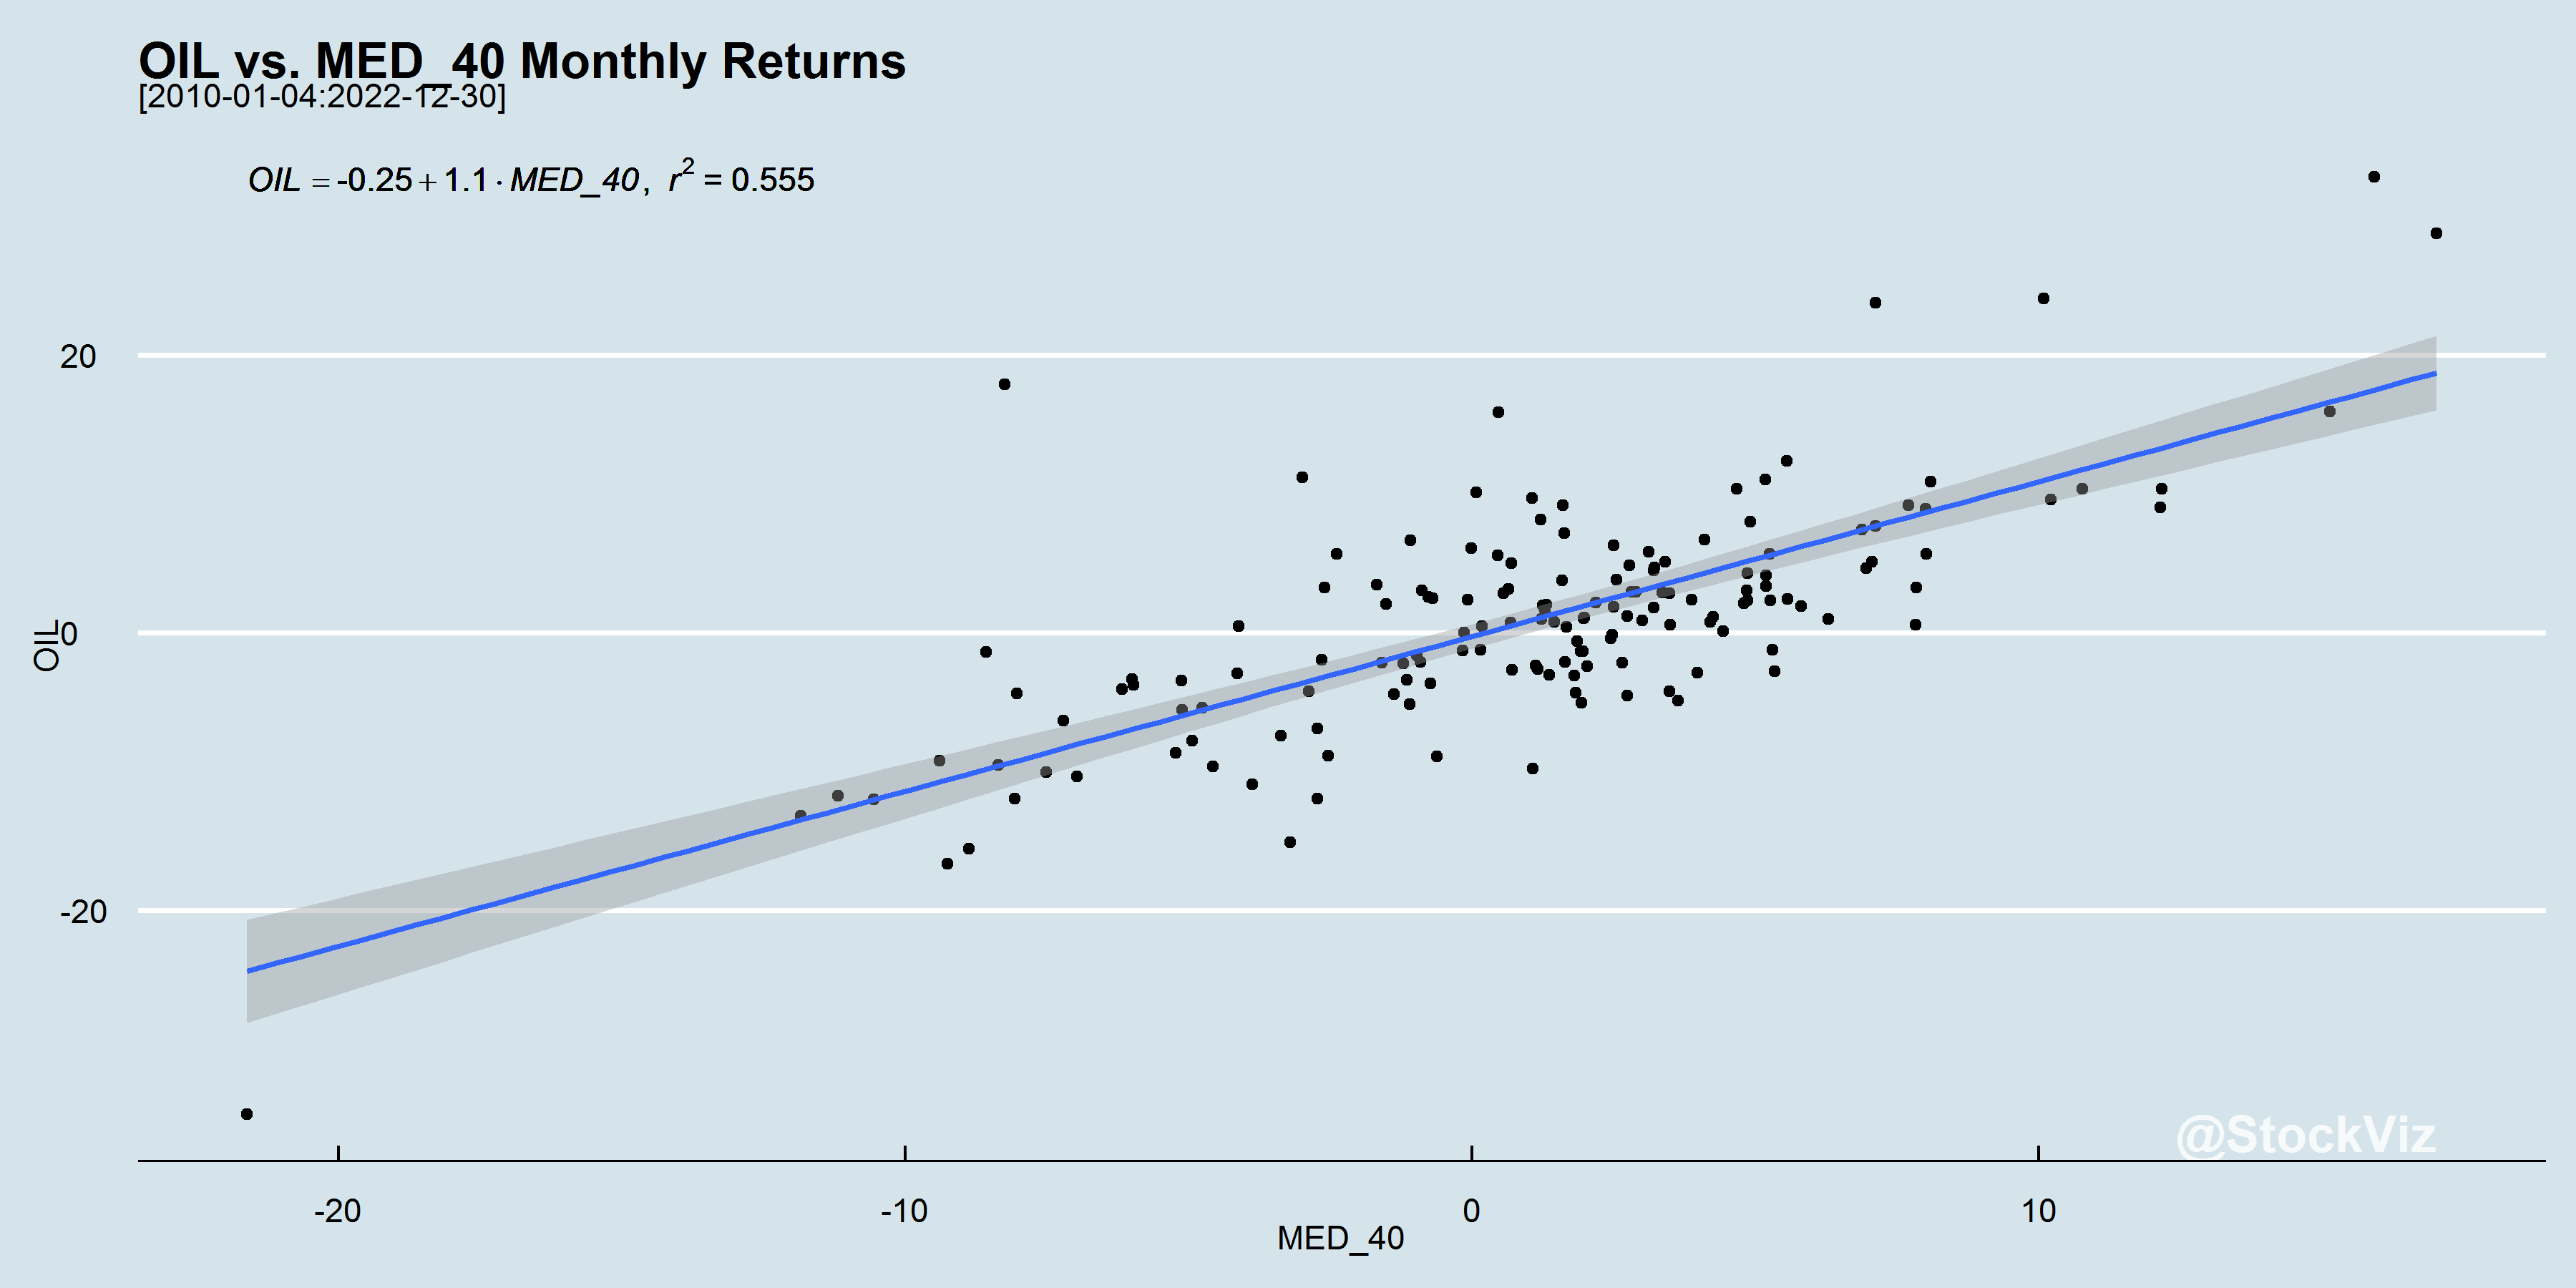 OIL vs. MED_40 Monthly Returns
[2010-01-04:2022-12-30]
OIL = -0.25 + 1.1 · MED_40, r² = 0.555
20
0
-20
OIL
@StockViz
-20 -10 0 10
MED_40